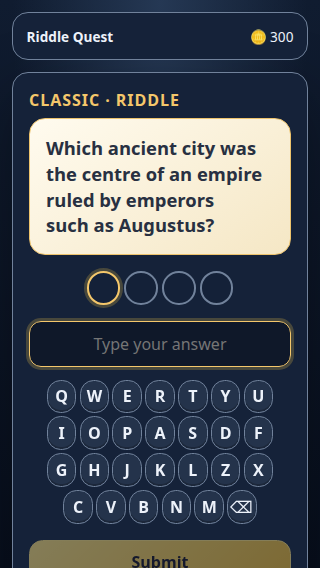 Riddle Quest
🪙 300
CLASSIC · RIDDLE
Which ancient city was
the centre of an empire
ruled by emperors
such as Augustus?
Type your answer
Q W E R T Y U
I O P A S D F
G H J K L Z X
C V B N M ⌫
Submit